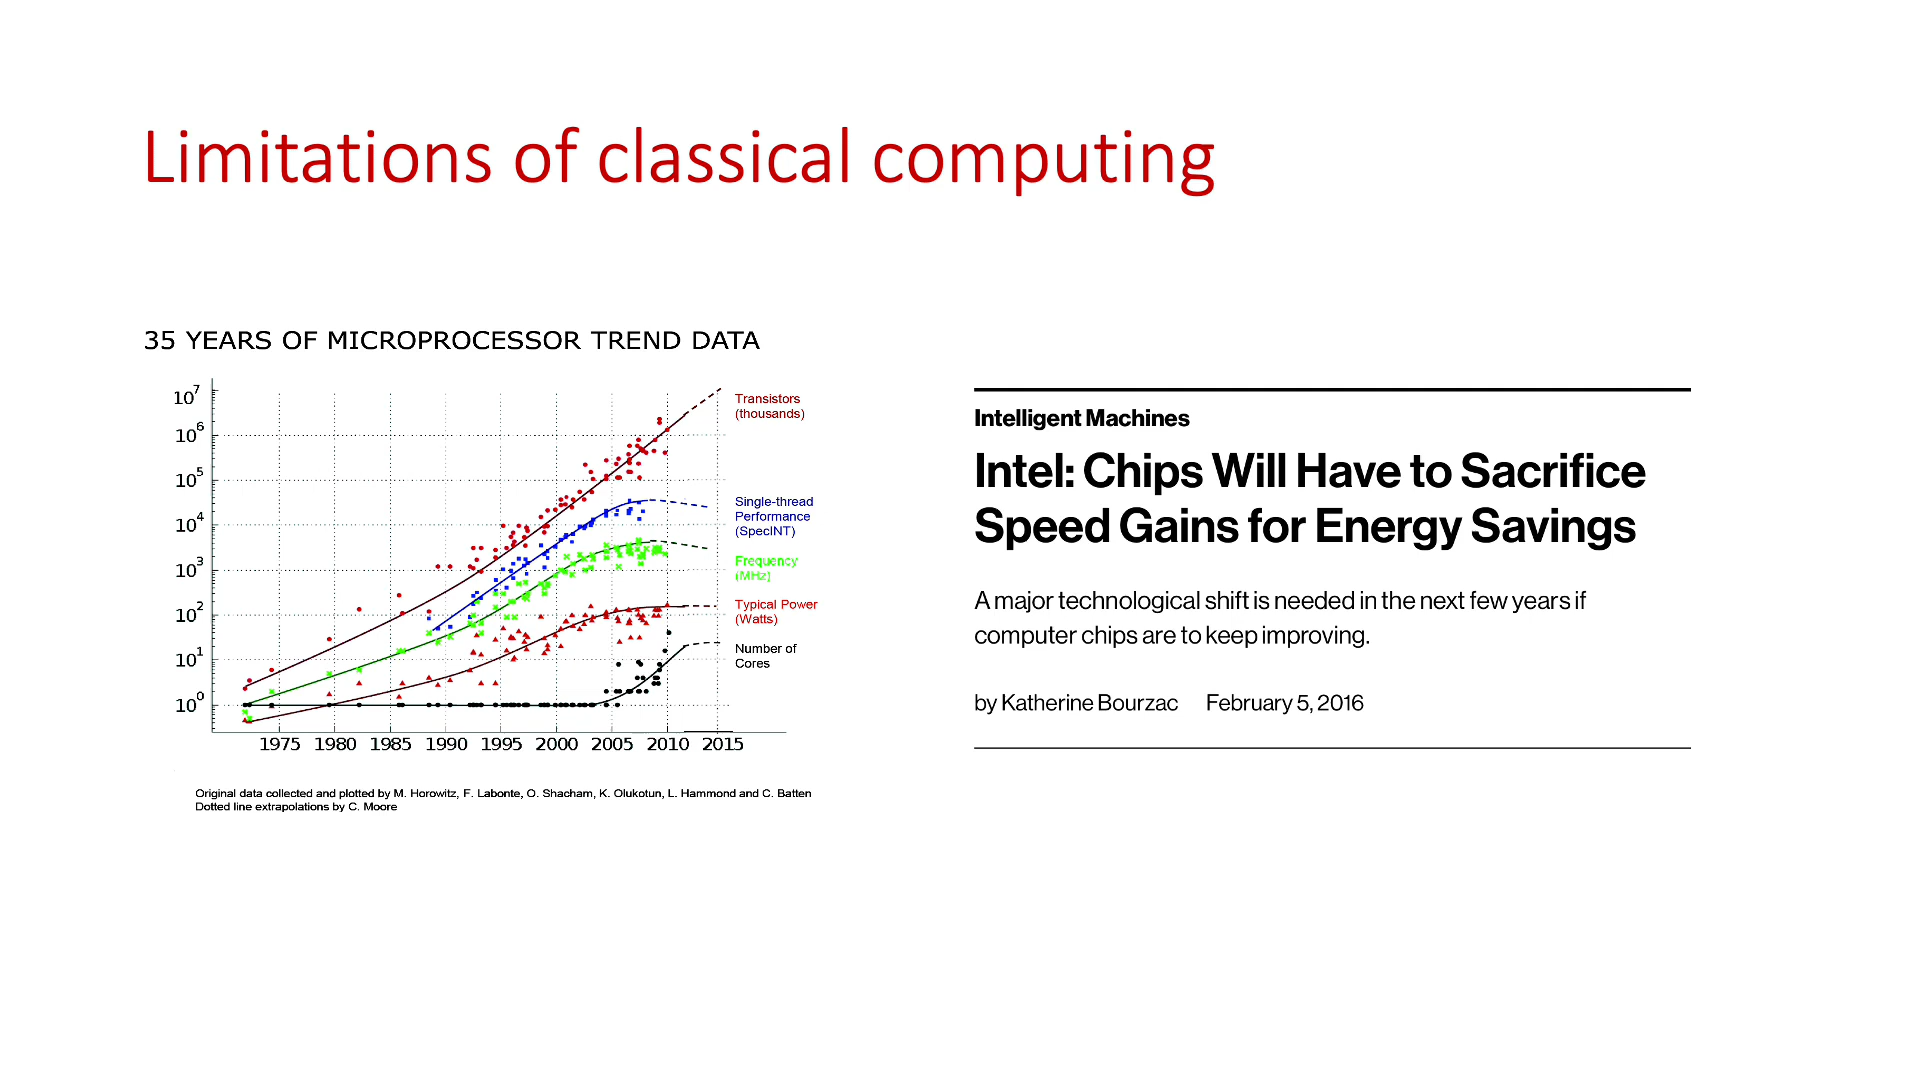 Limitations of classical computing
35 YEARS OF MICROPROCESSOR TREND DATA
10^7
10^6
10^5
10^4
10^3
10^2
10^1
10^0
1975 1980 1985 1990 1995 2000 2005 2010 2015
Transistors
(thousands)
Single-thread
Performance
(SpecINT)
Frequency
(MHz)
Typical Power
(Watts)
Number of
Cores
Original data collected and plotted by M. Horowitz, F. Labonte, O. Shacham, K. Olukotun, L. Hammond and C. Batten
Dotted line extrapolations by C. Moore
Intelligent Machines
Intel: Chips Will Have to Sacrifice
Speed Gains for Energy Savings
A major technological shift is needed in the next few years if
computer chips are to keep improving.
by Katherine Bourzac February 5, 2016